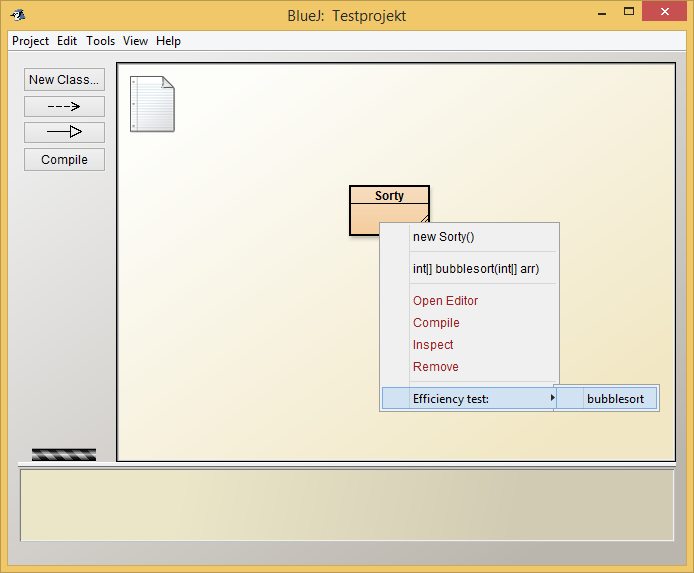 BlueJ: Testprojekt
Project Edit Tools View Help
New Class...
Compile
Sorty
new Sorty()
int[] bubblesort(int[] arr)
Open Editor
Compile
Inspect
Remove
Efficiency test:
bubblesort